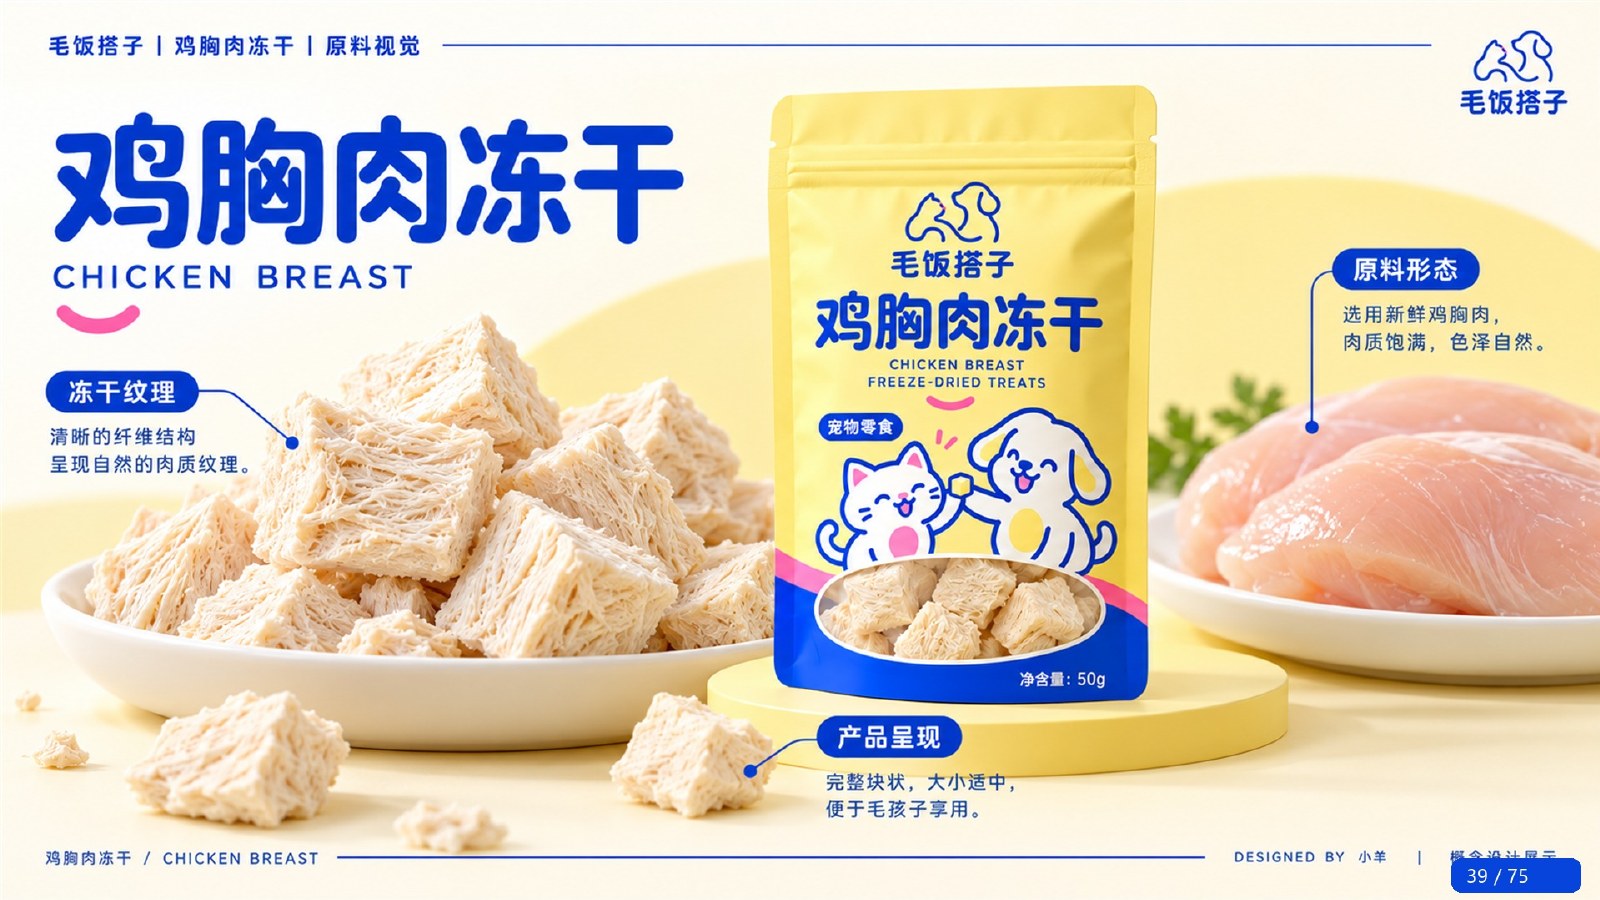 毛饭搭子 | 鸡胸肉冻干 | 原料视觉
毛饭搭子
鸡胸肉冻干
CHICKEN BREAST
冻干纹理
清晰的纤维结构
呈现自然的肉质纹理。
毛饭搭子
鸡胸肉冻干
CHICKEN BREAST
FREEZE-DRIED TREATS
宠物零食
净含量：50g
原料形态
选用新鲜鸡胸肉，
肉质饱满，色泽自然。
产品呈现
完整块状，大小适中，
便于毛孩子享用。
鸡胸肉冻干 / CHICKEN BREAST
DESIGNED BY 小羊 | 概念设计展示
39 / 75